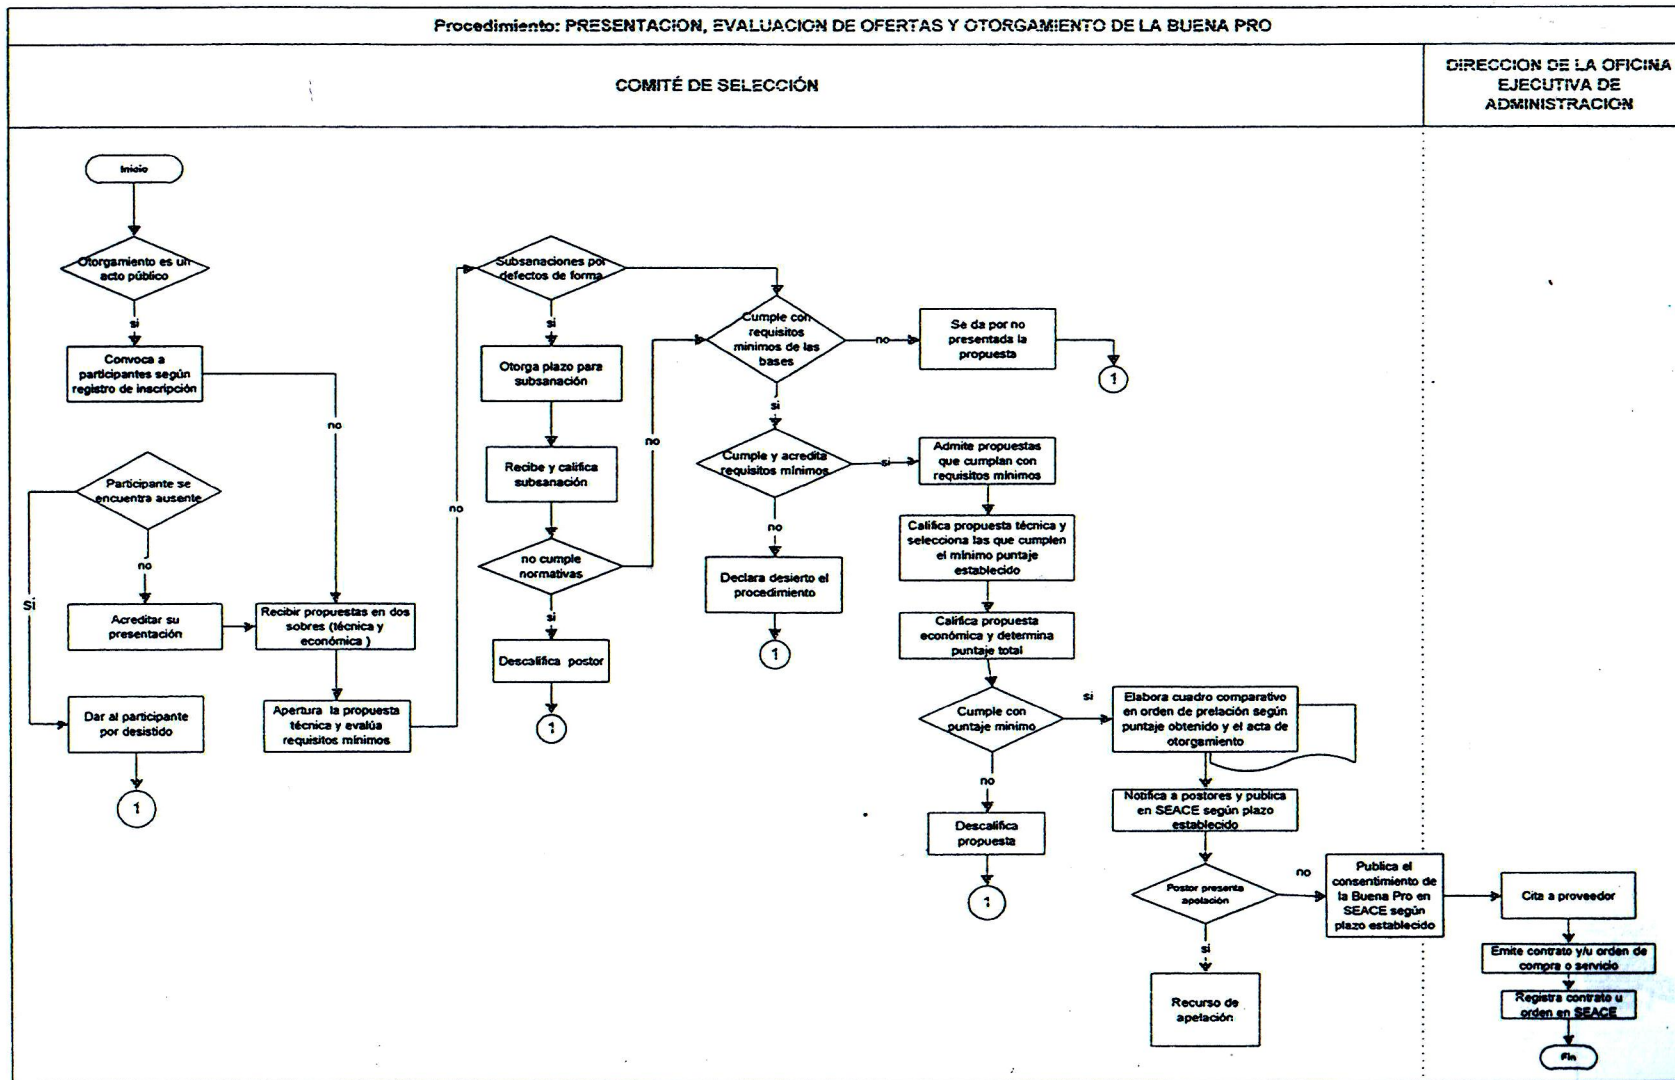 Procedimiento: PRESENTACION, EVALUACION DE OFERTAS Y OTORGAMIENTO DE LA BUENA PRO
COMITÉ DE SELECCIÓN
DIRECCION DE LA OFICINA
EJECUTIVA DE
ADMINISTRACION
Inicio
Otorgamiento es un
acto público
si
Convoca a
participantes según
registro de inscripción
no
Participante se
encuentra ausente
no
Si
Acreditar su
presentación
Recibir propuestas en dos
sobres (técnica y
económica )
Dar al participante
por desistido
1
Apertura la propuesta
técnica y evalúa
requisitos mínimos
no
Subsanaciones por
defectos de forma
si
Otorga plazo para
subsanación
Recibe y califica
subsanación
no cumple
normativas
no
si
Descalifica postor
1
Cumple con
requisitos
minimos de las
bases
no
Se da por no
presentada la
propuesta
1
si
Cumple y acredita
requisitos mínimos
si
no
Declara desierto el
procedimiento
1
Admite propuestas
que cumplan con
requisitos mínimos
Califica propuesta técnica y
selecciona las que cumplen
el mínimo puntaje
establecido
Califica propuesta
económica y determina
puntaje total
Cumple con
puntaje minimo
si
no
Descalifica
propuesta
1
Elabora cuadro comparativo
en orden de prelación según
puntaje obtenido y el acta de
otorgamiento
Notifica a postores y publica
en SEACE según plazo
establecido
Postor presenta
apelación
no
si
Recurso de
apelación
Publica el
consentimiento de
la Buena Pro en
SEACE según
plazo establecido
Cita a proveedor
Emite contrato y/u orden de
compra o servicio
Registra contrato u
orden en SEACE
Fin